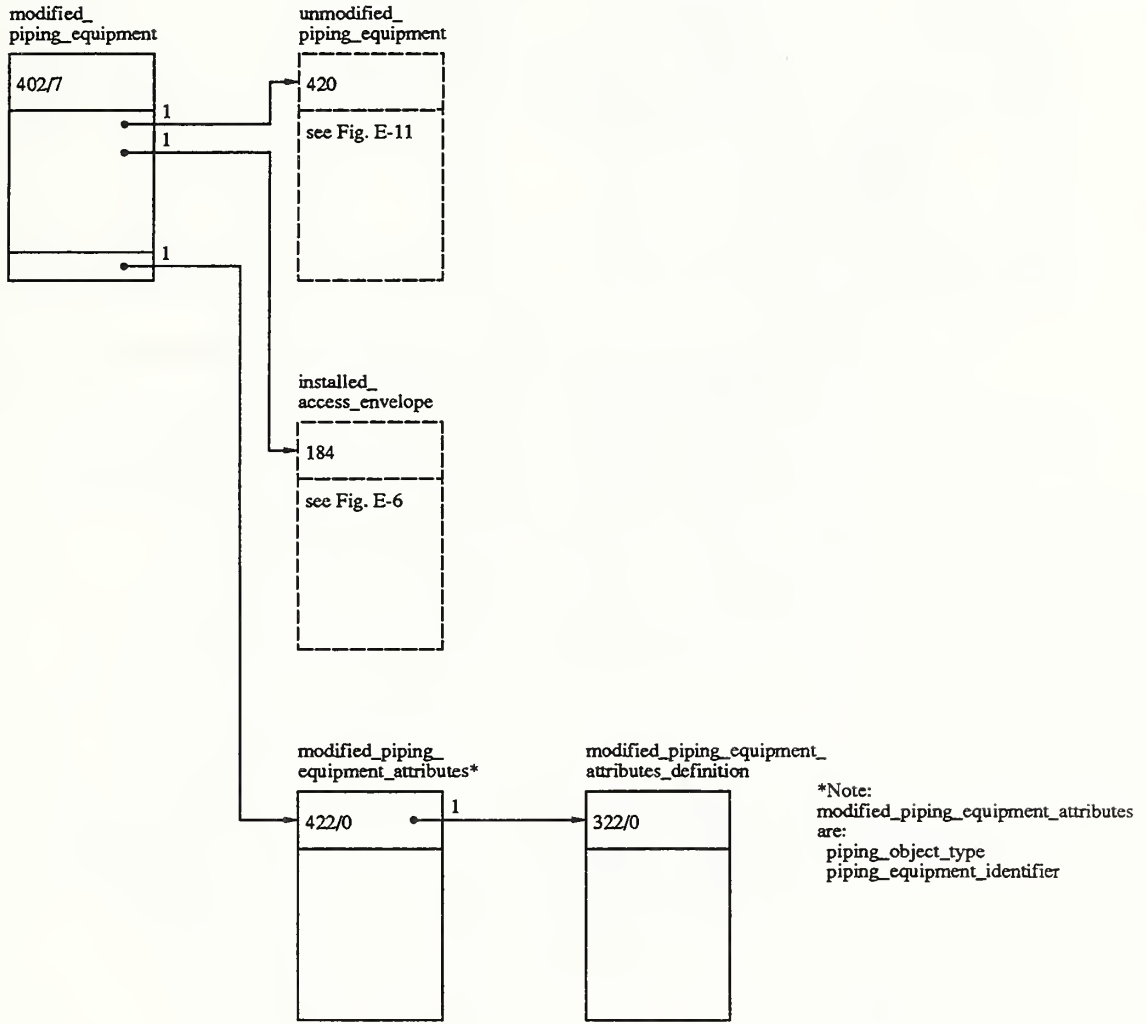 modified_
piping_equipment
402/7
1
1
1
unmodified_
piping_equipment
420
see Fig. E-11
installed_
access_envelope
184
see Fig. E-6
modified_piping_
equipment_attributes*
422/0
1
modified_piping_equipment_
attributes_definition
322/0
*Note:
modified_piping_equipment_attributes
are:
piping_object_type
piping_equipment_identifier